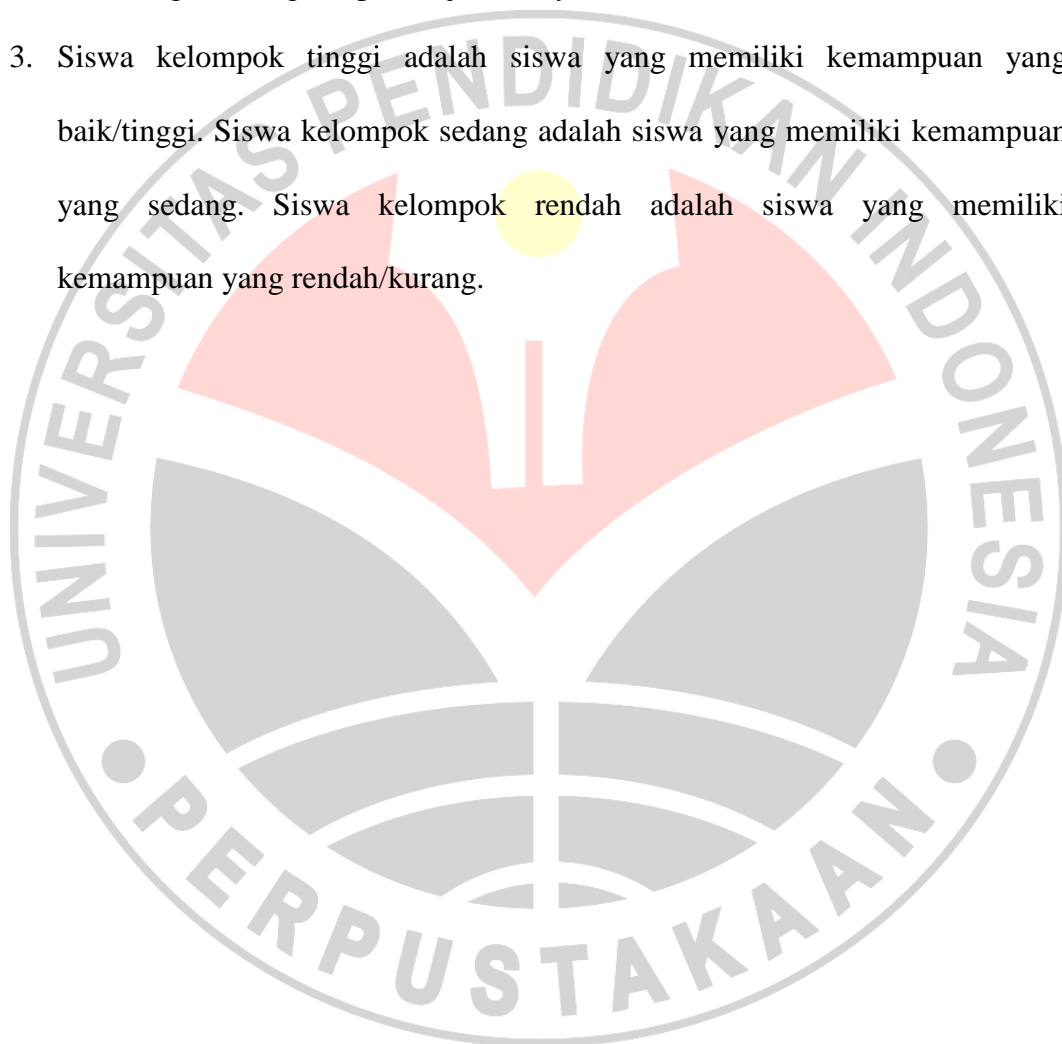 3. Siswa kelompok tinggi adalah siswa yang memiliki kemampuan yang
baik/tinggi. Siswa kelompok sedang adalah siswa yang memiliki kemampuan
yang sedang. Siswa kelompok rendah adalah siswa yang memiliki
kemampuan yang rendah/kurang.
UNIVERSITAS PENDIDIKAN INDONESIA
PERPUSTAKAAN